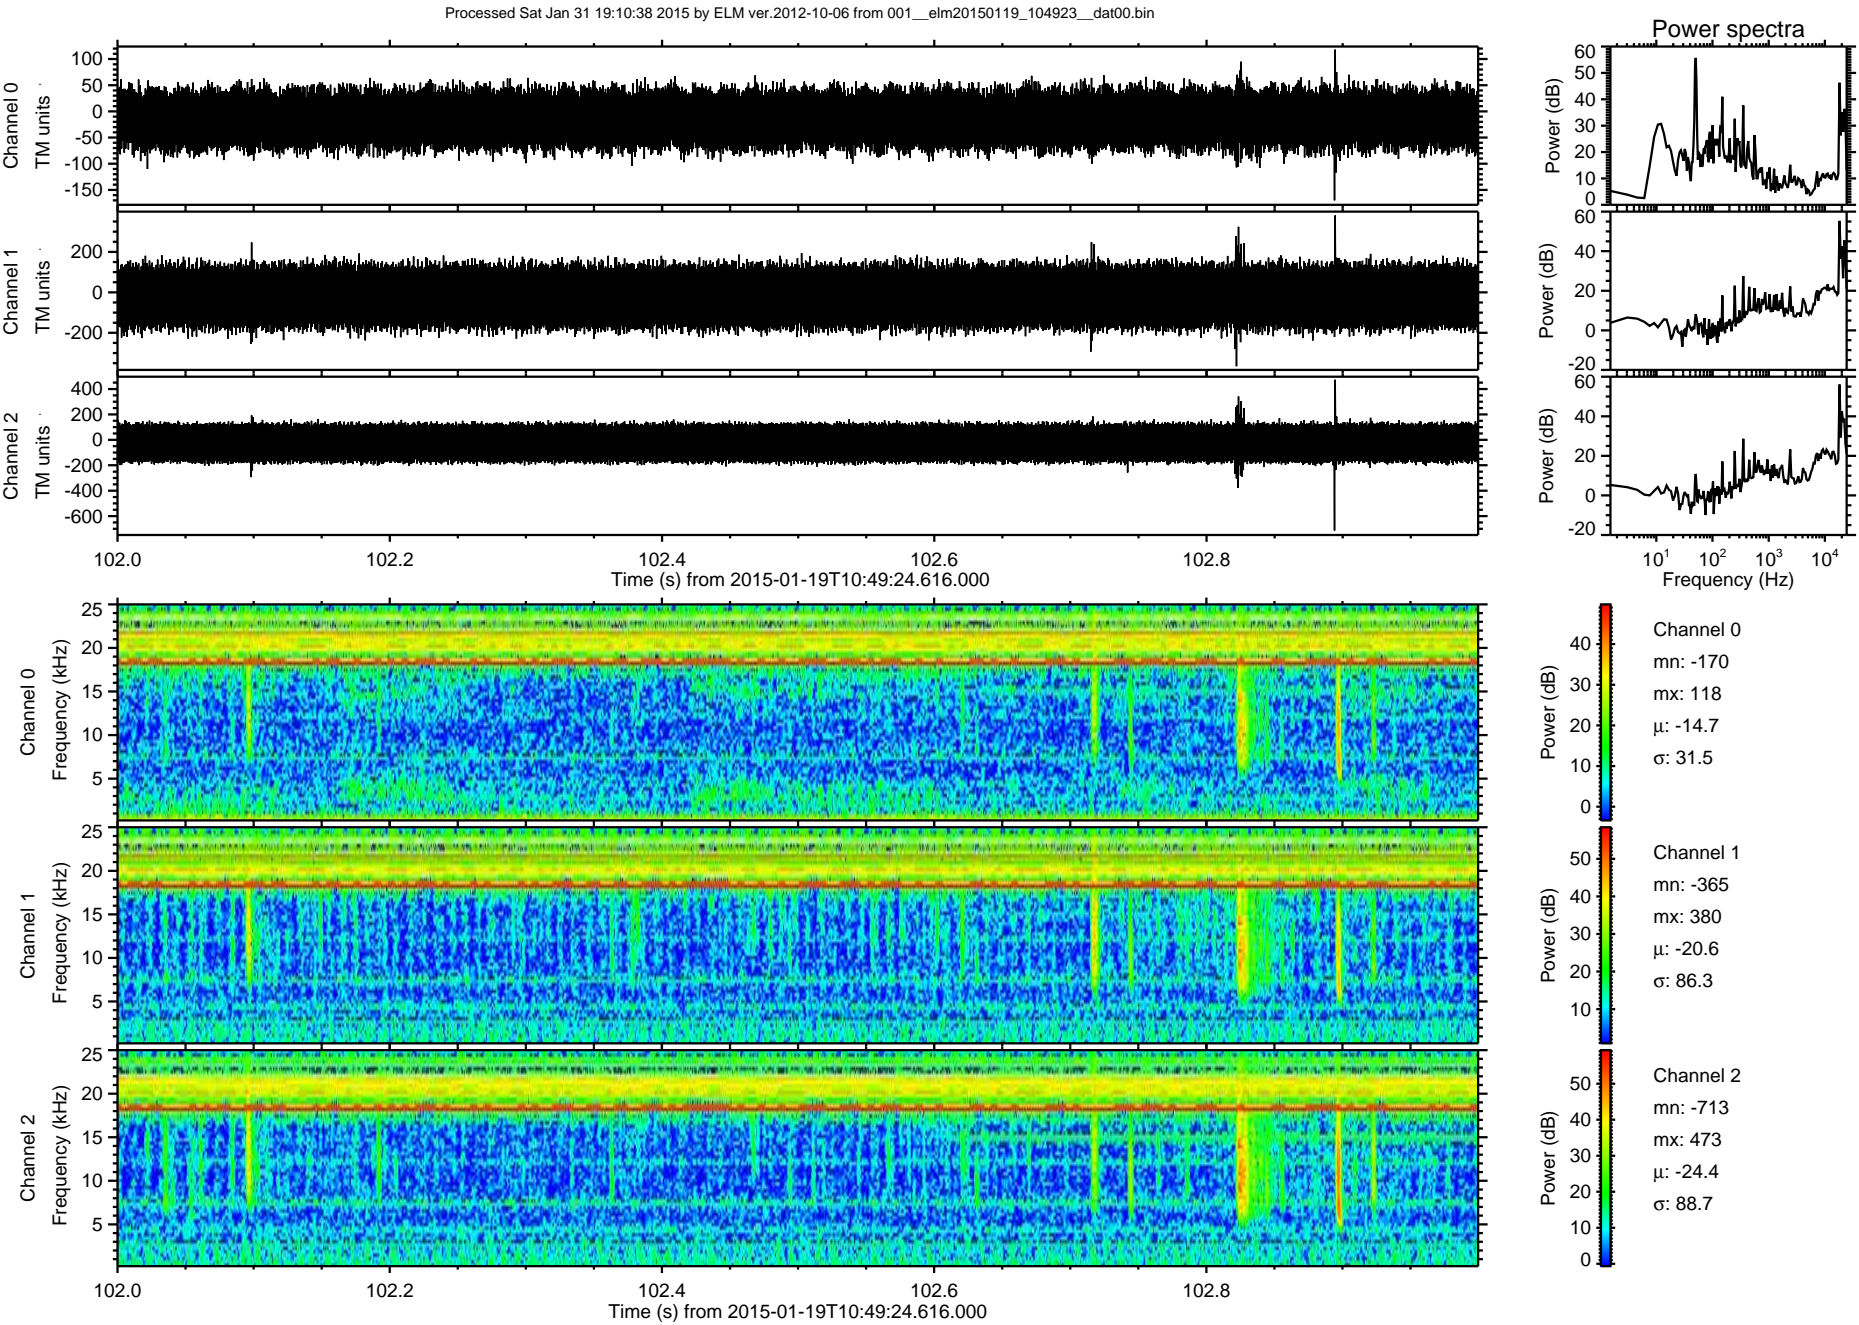 Processed Sat Jan 31 19:10:38 2015 by ELM ver.2012-10-06 from 001__elm20150119_104923__dat00.bin
Power spectra
Channel 0
TM units
100
50
0
-50
-100
-150
Power (dB)
60
50
40
30
20
10
0
Channel 1
TM units
200
0
-200
Power (dB)
60
40
20
0
-20
Channel 2
TM units
400
200
0
-200
-400
-600
Power (dB)
60
40
20
0
-20
102.0 102.2 102.4 102.6 102.8
Time (s) from 2015-01-19T10:49:24.616.000
10¹ 10² 10³ 10⁴
Frequency (Hz)
Channel 0
Frequency (kHz)
25
20
15
10
5
Power (dB)
40
30
20
10
0
Channel 0
mn: -170
mx: 118
µ: -14.7
σ: 31.5
Channel 1
Frequency (kHz)
25
20
15
10
5
Power (dB)
50
40
30
20
10
Channel 1
mn: -365
mx: 380
µ: -20.6
σ: 86.3
Channel 2
Frequency (kHz)
25
20
15
10
5
Power (dB)
50
40
30
20
10
0
Channel 2
mn: -713
mx: 473
µ: -24.4
σ: 88.7
102.0 102.2 102.4 102.6 102.8
Time (s) from 2015-01-19T10:49:24.616.000